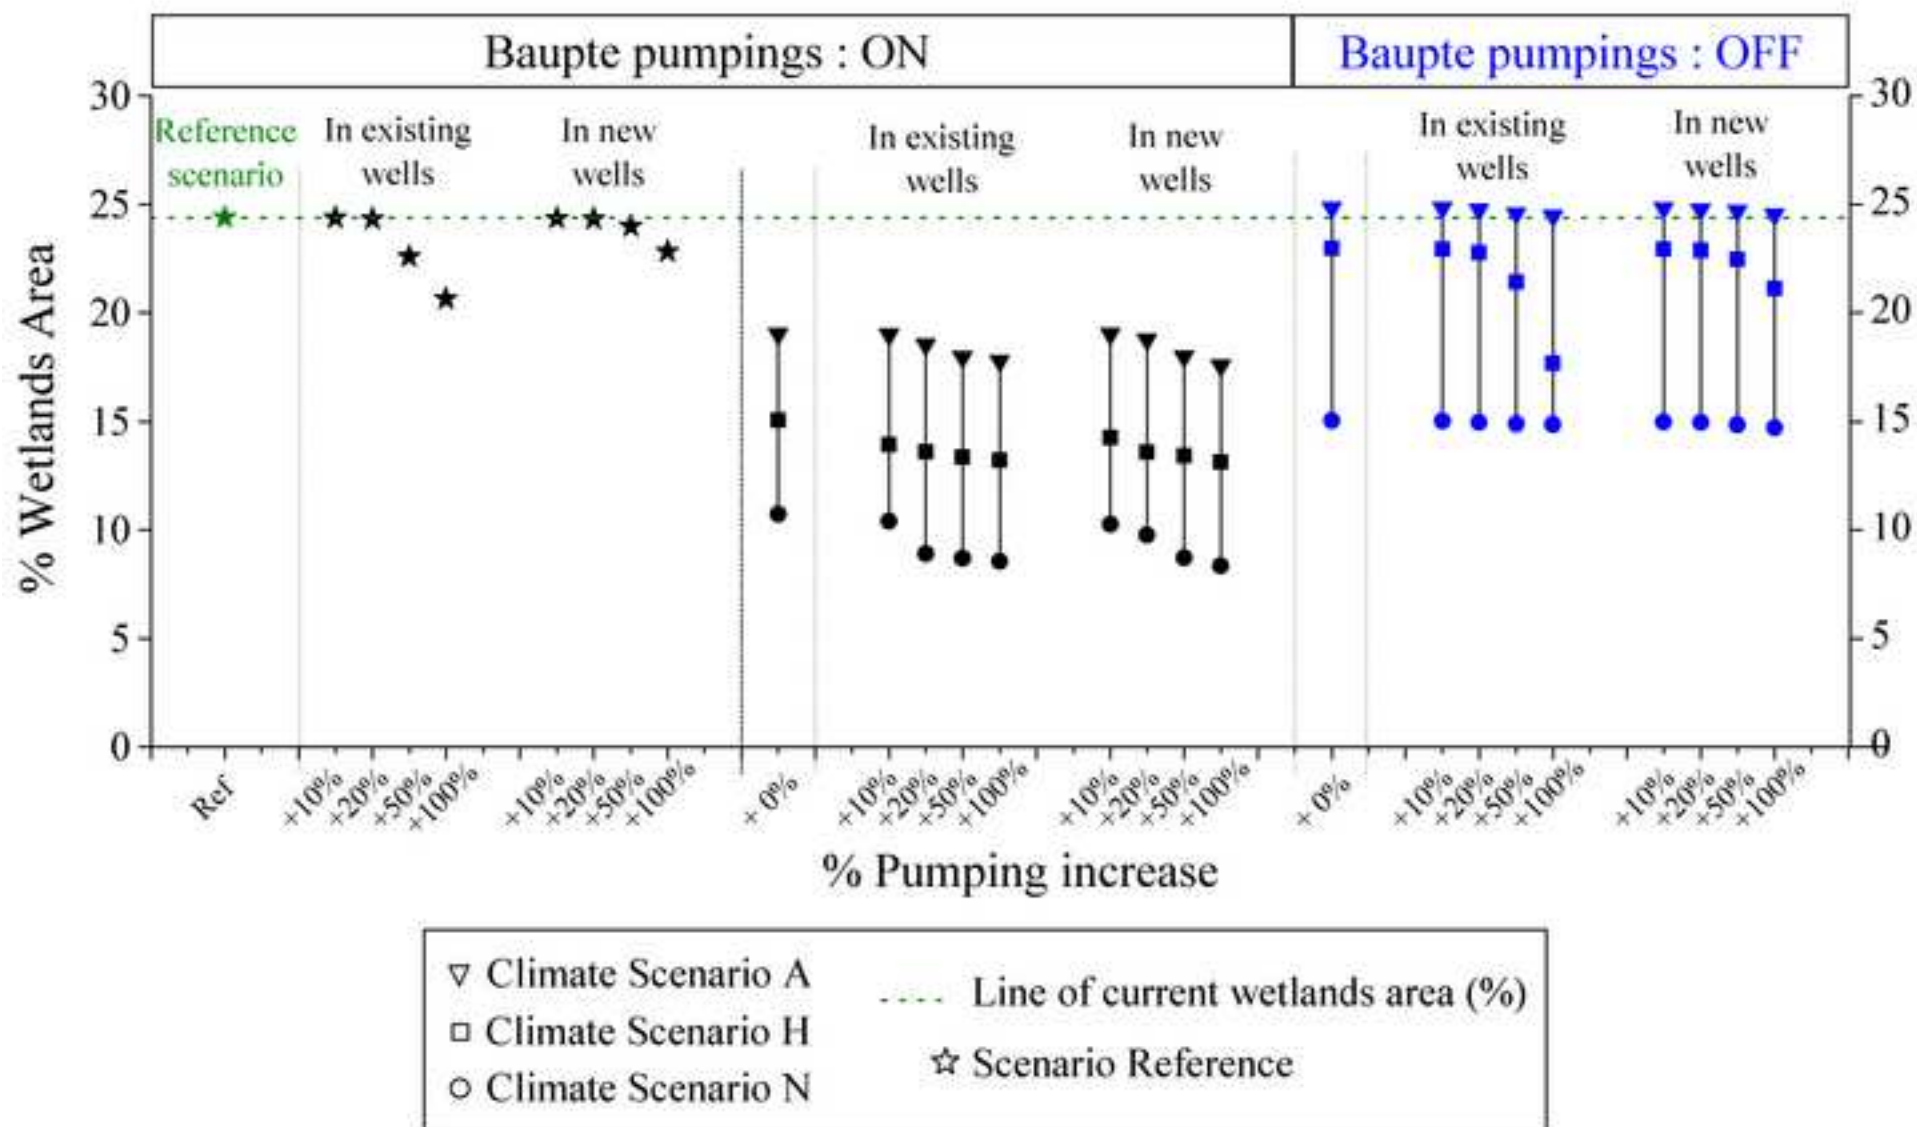 Baupte pumpings : ON
Baupte pumpings : OFF
% Wetlands Area
30
25
20
15
10
5
0
Reference
scenario
In existing
wells
In new
wells
In existing
wells
In new
wells
In existing
wells
In new
wells
30
25
20
15
10
5
0
Ref
+10%
+20%
+50%
+100%
+10%
+20%
+50%
+100%
+ 0%
+10%
+20%
+50%
+100%
+10%
+20%
+50%
+100%
+ 0%
+10%
+20%
+50%
+100%
+10%
+20%
+50%
+100%
% Pumping increase
Climate Scenario A
Climate Scenario H
Climate Scenario N
Line of current wetlands area (%)
Scenario Reference